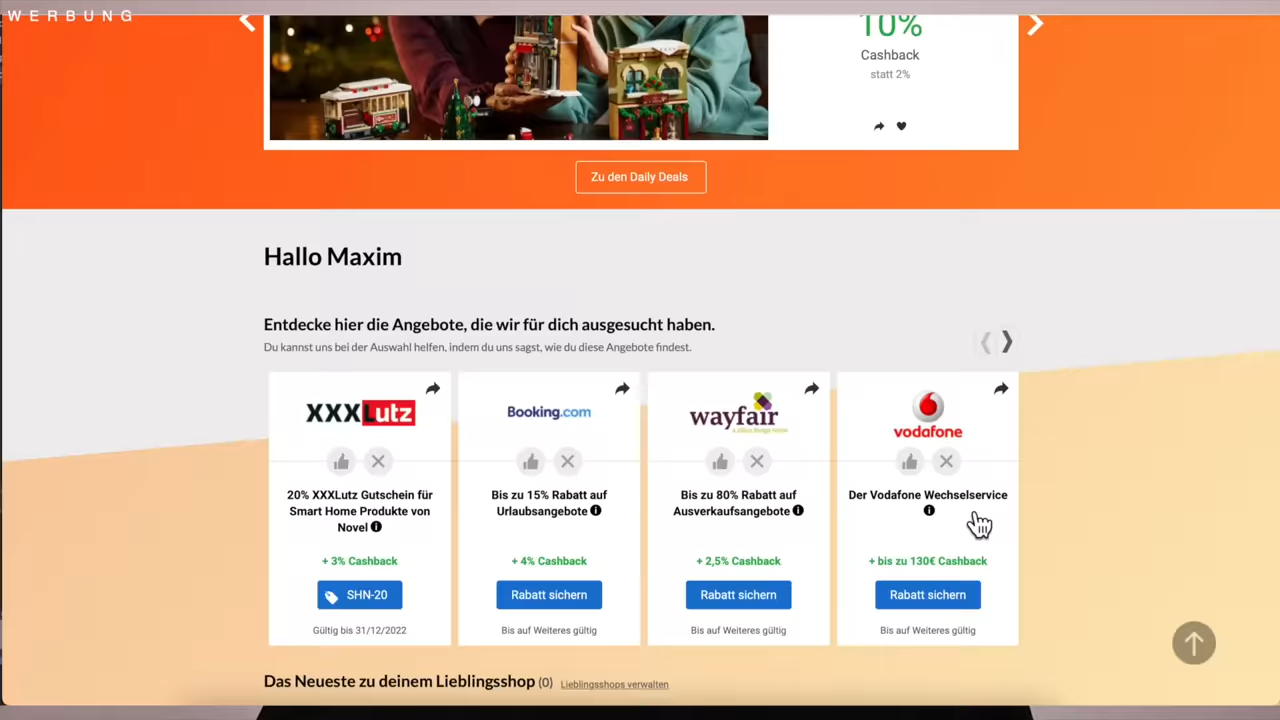 WERBUNG
10%
Cashback
statt 2%
Zu den Daily Deals
Hallo Maxim
Entdecke hier die Angebote, die wir für dich ausgesucht haben.
Du kannst uns bei der Auswahl helfen, indem du uns sagst, wie du diese Angebote findest.
XXXLutz
20% XXXLutz Gutschein für
Smart Home Produkte von
Novel
+ 3% Cashback
SHN-20
Gültig bis 31/12/2022
Booking.com
Bis zu 15% Rabatt auf
Urlaubsangebote
+ 4% Cashback
Rabatt sichern
Bis auf Weiteres gültig
wayfair
Bis zu 80% Rabatt auf
Ausverkaufsangebote
+ 2,5% Cashback
Rabatt sichern
Bis auf Weiteres gültig
vodafone
Der Vodafone Wechselservice
+ bis zu 130€ Cashback
Rabatt sichern
Bis auf Weiteres gültig
Das Neueste zu deinem Lieblingsshop (0) Lieblingsshops verwalten